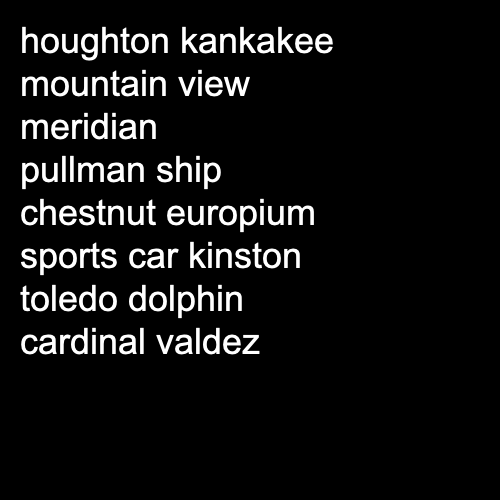 houghton kankakee
mountain view
meridian
pullman ship
chestnut europium
sports car kinston
toledo dolphin
cardinal valdez